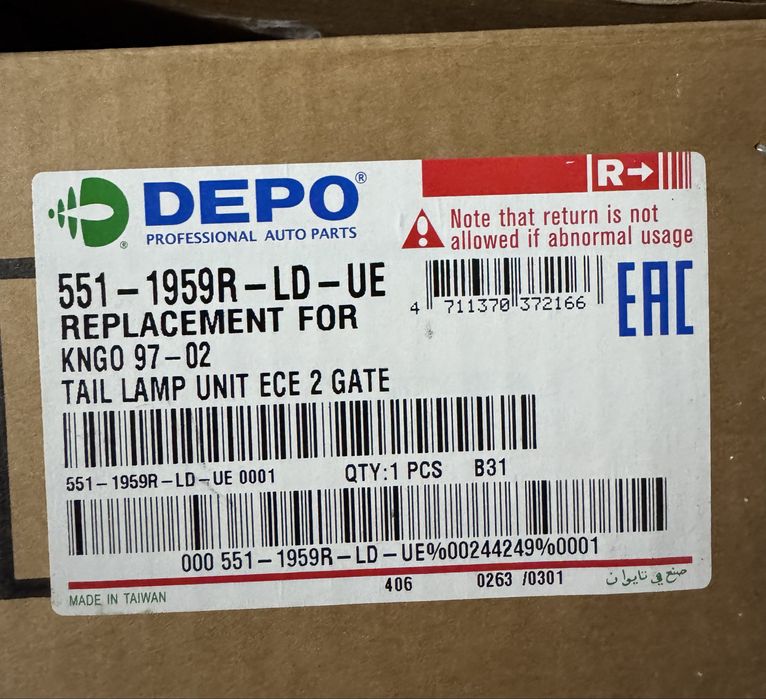 DEPO®
PROFESSIONAL AUTO PARTS
®
R→
Note that return is not
allowed if abnormal usage
551-1959R-LD-UE
REPLACEMENT FOR
KNGO 97-02
TAIL LAMP UNIT ECE 2 GATE
4 711370 372166
EAC
551-1959R-LD-UE 0001 QTY:1 PCS B31
000 551-1959R-LD-UE%00244249%0001
MADE IN TAIWAN
406 0263 /0301
صنع في تايوان